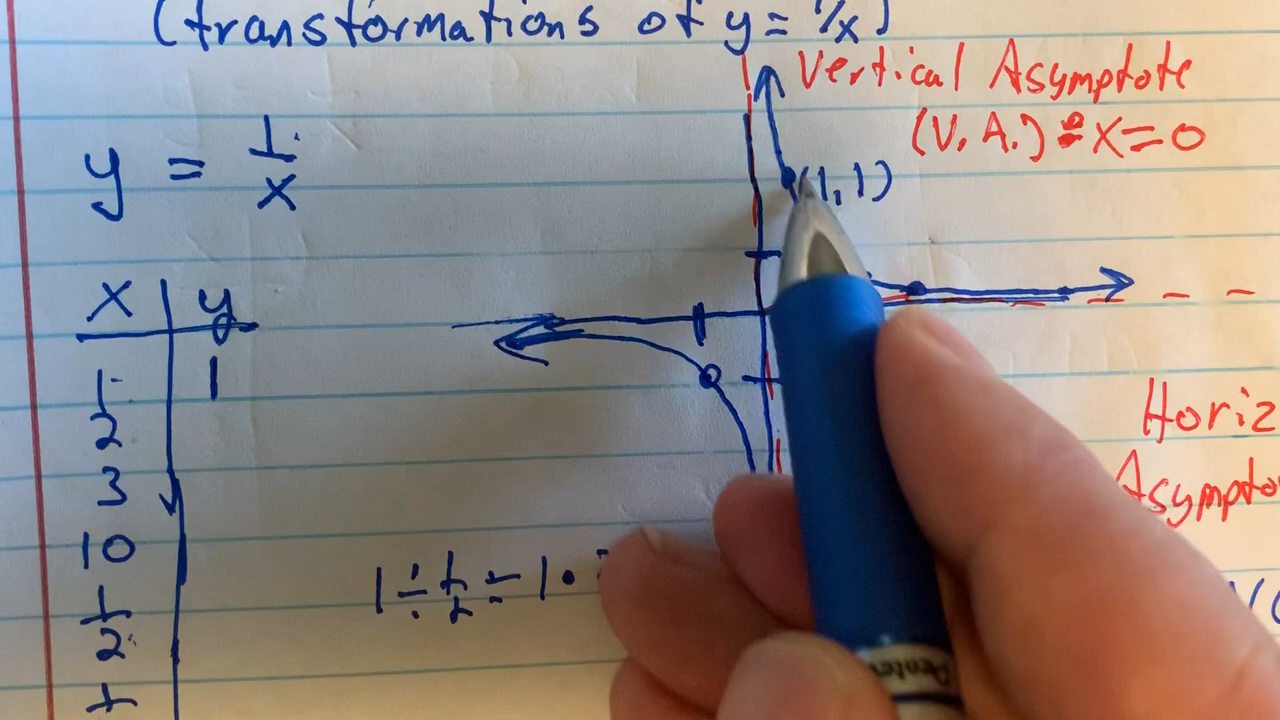 (transformations of y = 1/x)
Vertical Asymptote
(V.A.) : x = 0
y = 1/x
(1,1)
x | y
1 | 1
2
3
10
1/2
Horiz
Asympto
1 ÷ 1/2 = 1 ·
Pentel